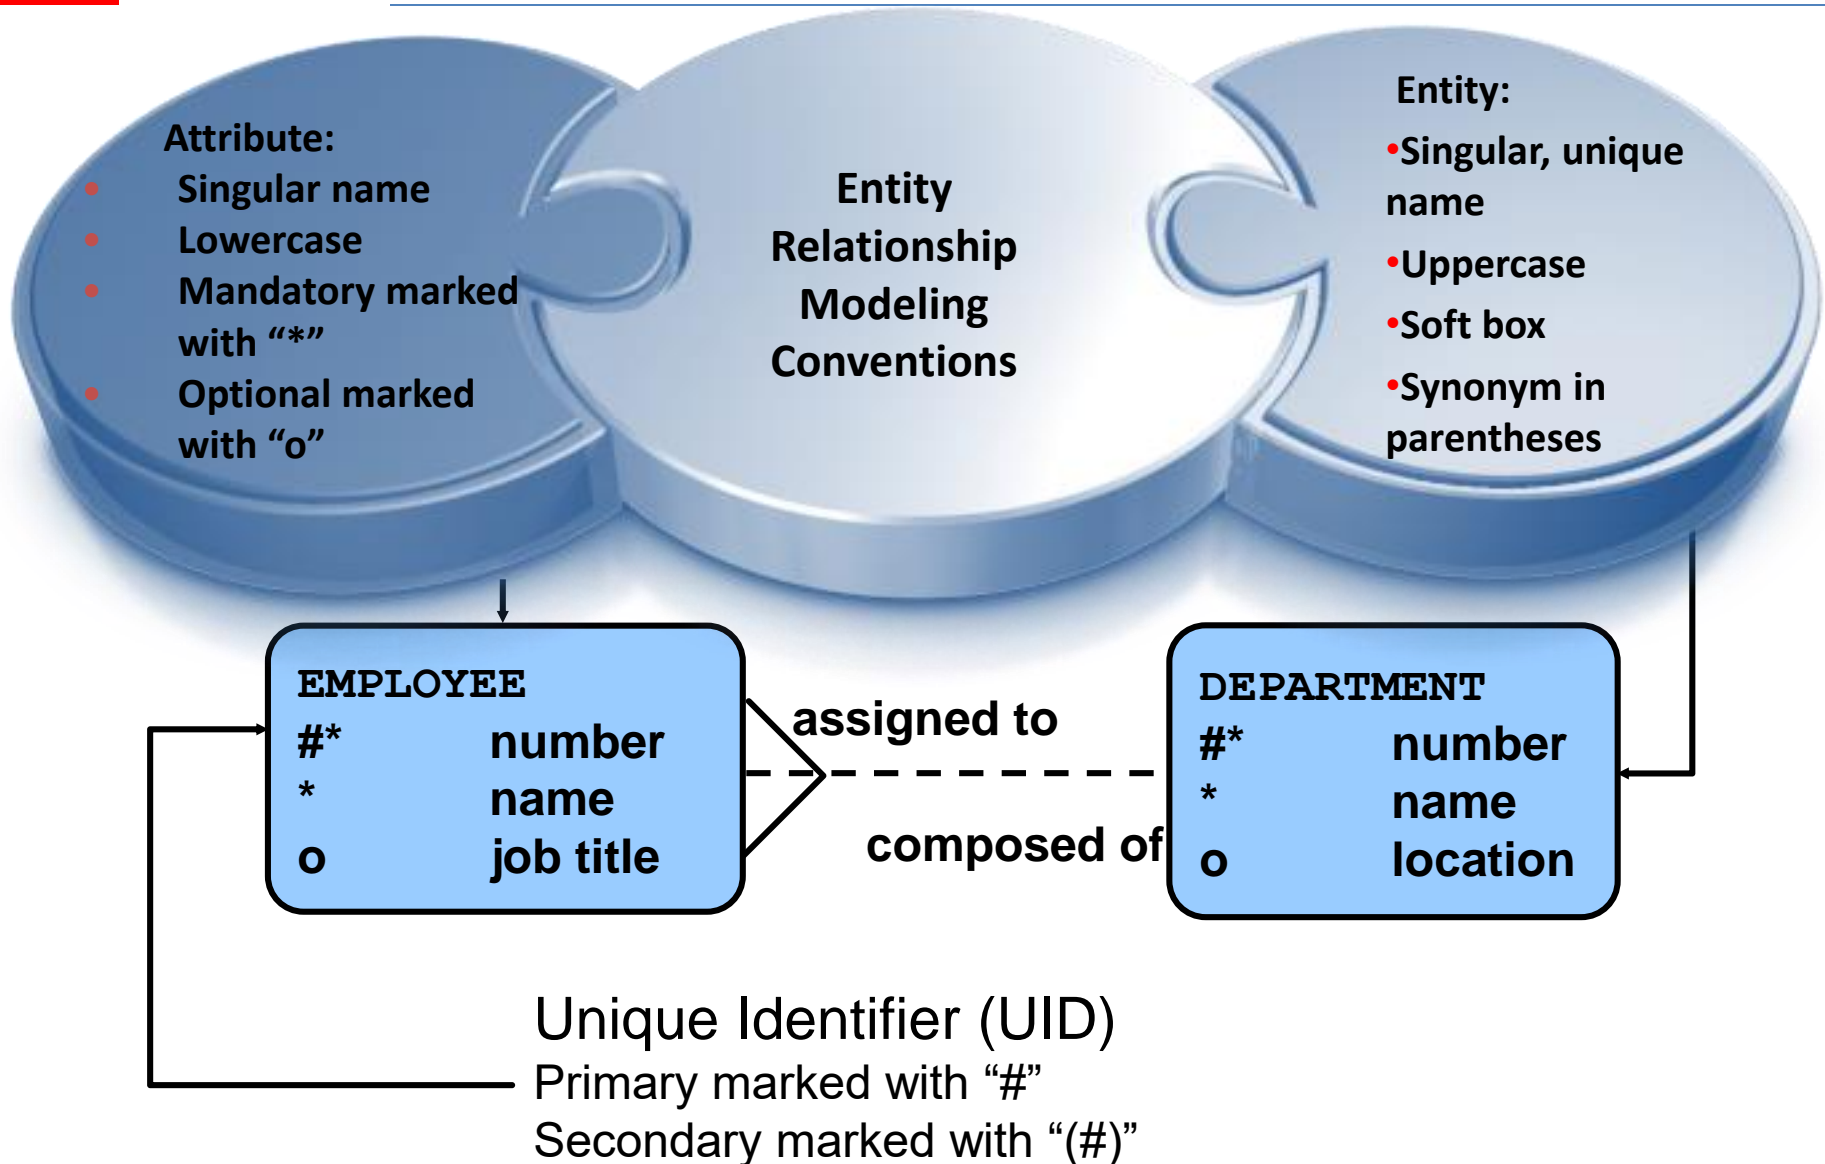 Attribute:
• Singular name
• Lowercase
• Mandatory marked
with “*”
• Optional marked
with “o”
Entity
Relationship
Modeling
Conventions
Entity:
•Singular, unique
name
•Uppercase
•Soft box
•Synonym in
parentheses
EMPLOYEE
#* number
* name
o job title
assigned to
composed of
DEPARTMENT
#* number
* name
o location
Unique Identifier (UID)
Primary marked with “#”
Secondary marked with “(#)”